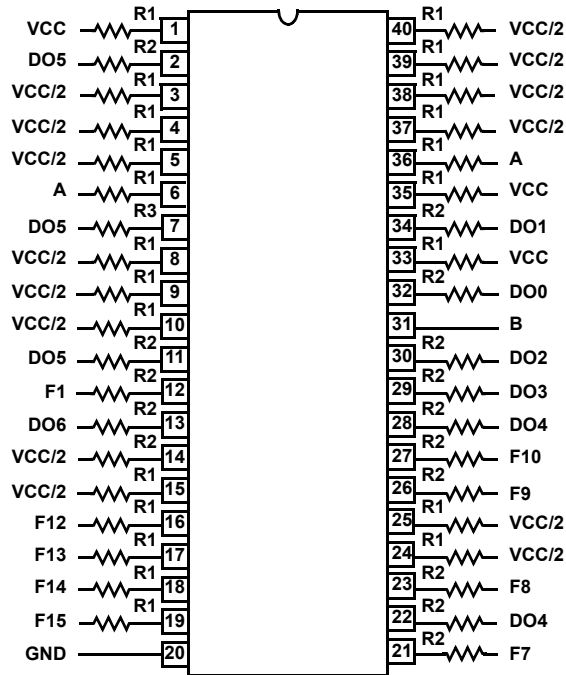 VCC R1 1 40 R1 VCC/2
DO5 R2 2 39 R1 VCC/2
VCC/2 R1 3 38 R1 VCC/2
VCC/2 R1 4 37 R1 VCC/2
VCC/2 R1 5 36 R1 A
A R1 6 35 R1 VCC
DO5 R3 7 34 R2 DO1
VCC/2 R1 8 33 R1 VCC
VCC/2 R1 9 32 R2 DO0
VCC/2 R1 10 31 B
DO5 R2 11 30 R2 DO2
F1 R2 12 29 R2 DO3
DO6 R2 13 28 R2 DO4
VCC/2 R2 14 27 R2 F10
VCC/2 R1 15 26 R2 F9
F12 R1 16 25 R1 VCC/2
F13 R1 17 24 R1 VCC/2
F14 R1 18 23 R2 F8
F15 R1 19 22 R2 DO4
GND 20 21 R2 F7